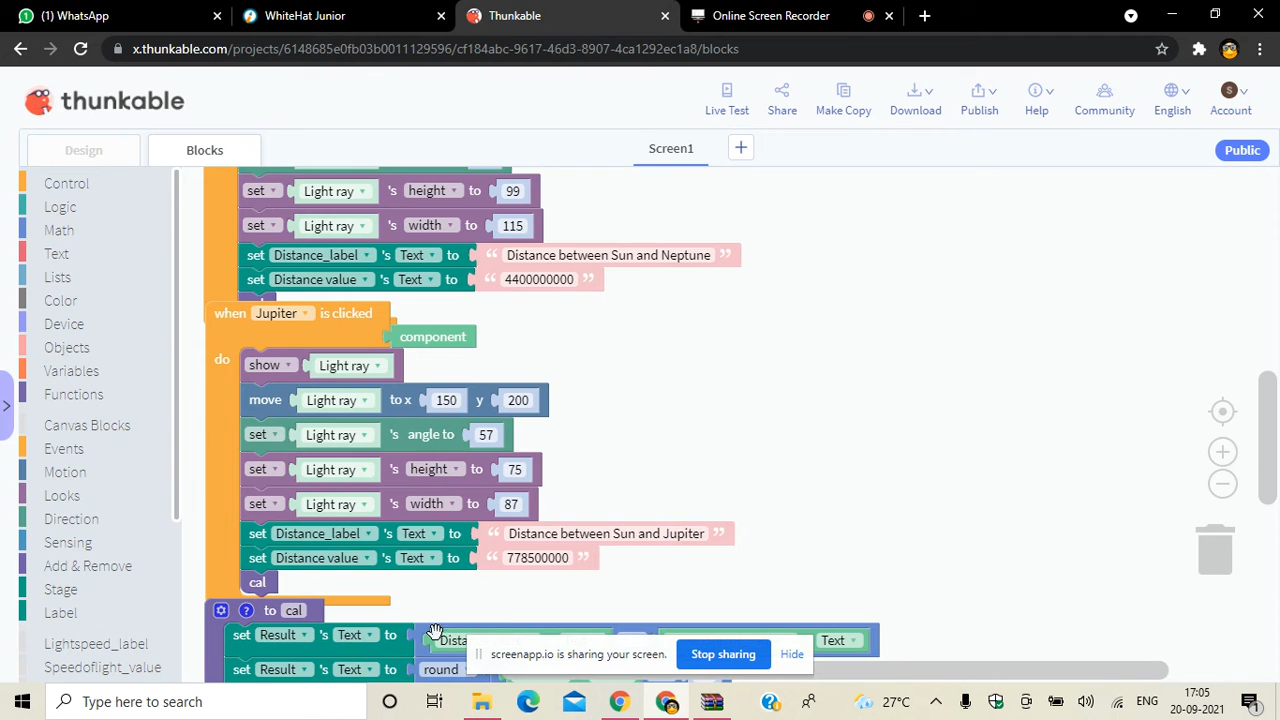 WhatsApp
WhiteHat Junior
Thunkable
Online Screen Recorder
x.thunkable.com/projects/6148685e0fb03b0011129596/cf184abc-9617-46d3-8907-4ca1292ec1a8/blocks
thunkable
Live Test
Share
Make Copy
Download
Publish
Help
Community
English
S
Account
Design
Blocks
Screen1
Public
Control
Logic
Math
Text
Lists
Color
Device
Objects
Variables
Functions
Canvas Blocks
Events
Motion
Looks
Direction
Sensing
Add & Remove
Stage
Label
Lightspeed_label
Speedoflight_value
set Light ray 's height to 99
set Light ray 's width to 115
set Distance_label 's Text to “ Distance between Sun and Neptune ”
set Distance value 's Text to “ 4400000000 ”
when Jupiter is clicked
component
do
show Light ray
move Light ray to x 150 y 200
set Light ray 's angle to 57
set Light ray 's height to 75
set Light ray 's width to 87
set Distance_label 's Text to “ Distance between Sun and Jupiter ”
set Distance value 's Text to “ 778500000 ”
cal
? to cal
set Result 's Text to Text
set Result 's Text to round
screenapp.io is sharing your screen.
Stop sharing
Hide
Type here to search
27°C
ENG
17:05
20-09-2021
1